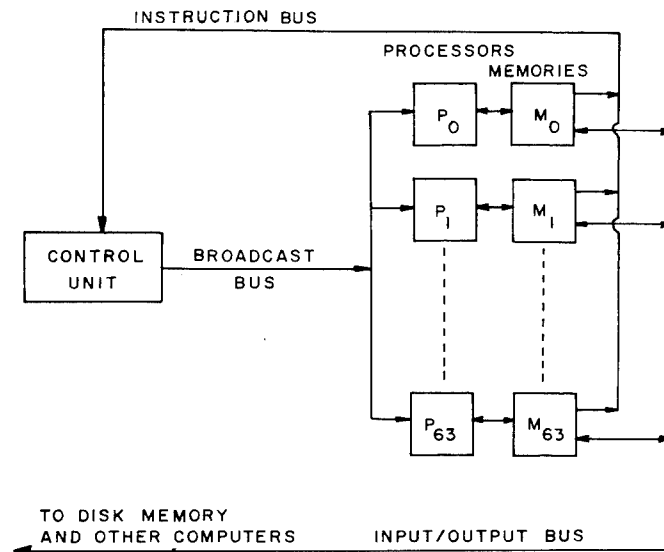 INSTRUCTION BUS
PROCESSORS
MEMORIES
P0
M0
P1
M1
CONTROL
UNIT
BROADCAST
BUS
P63
M63
TO DISK MEMORY
AND OTHER COMPUTERS
INPUT/OUTPUT BUS